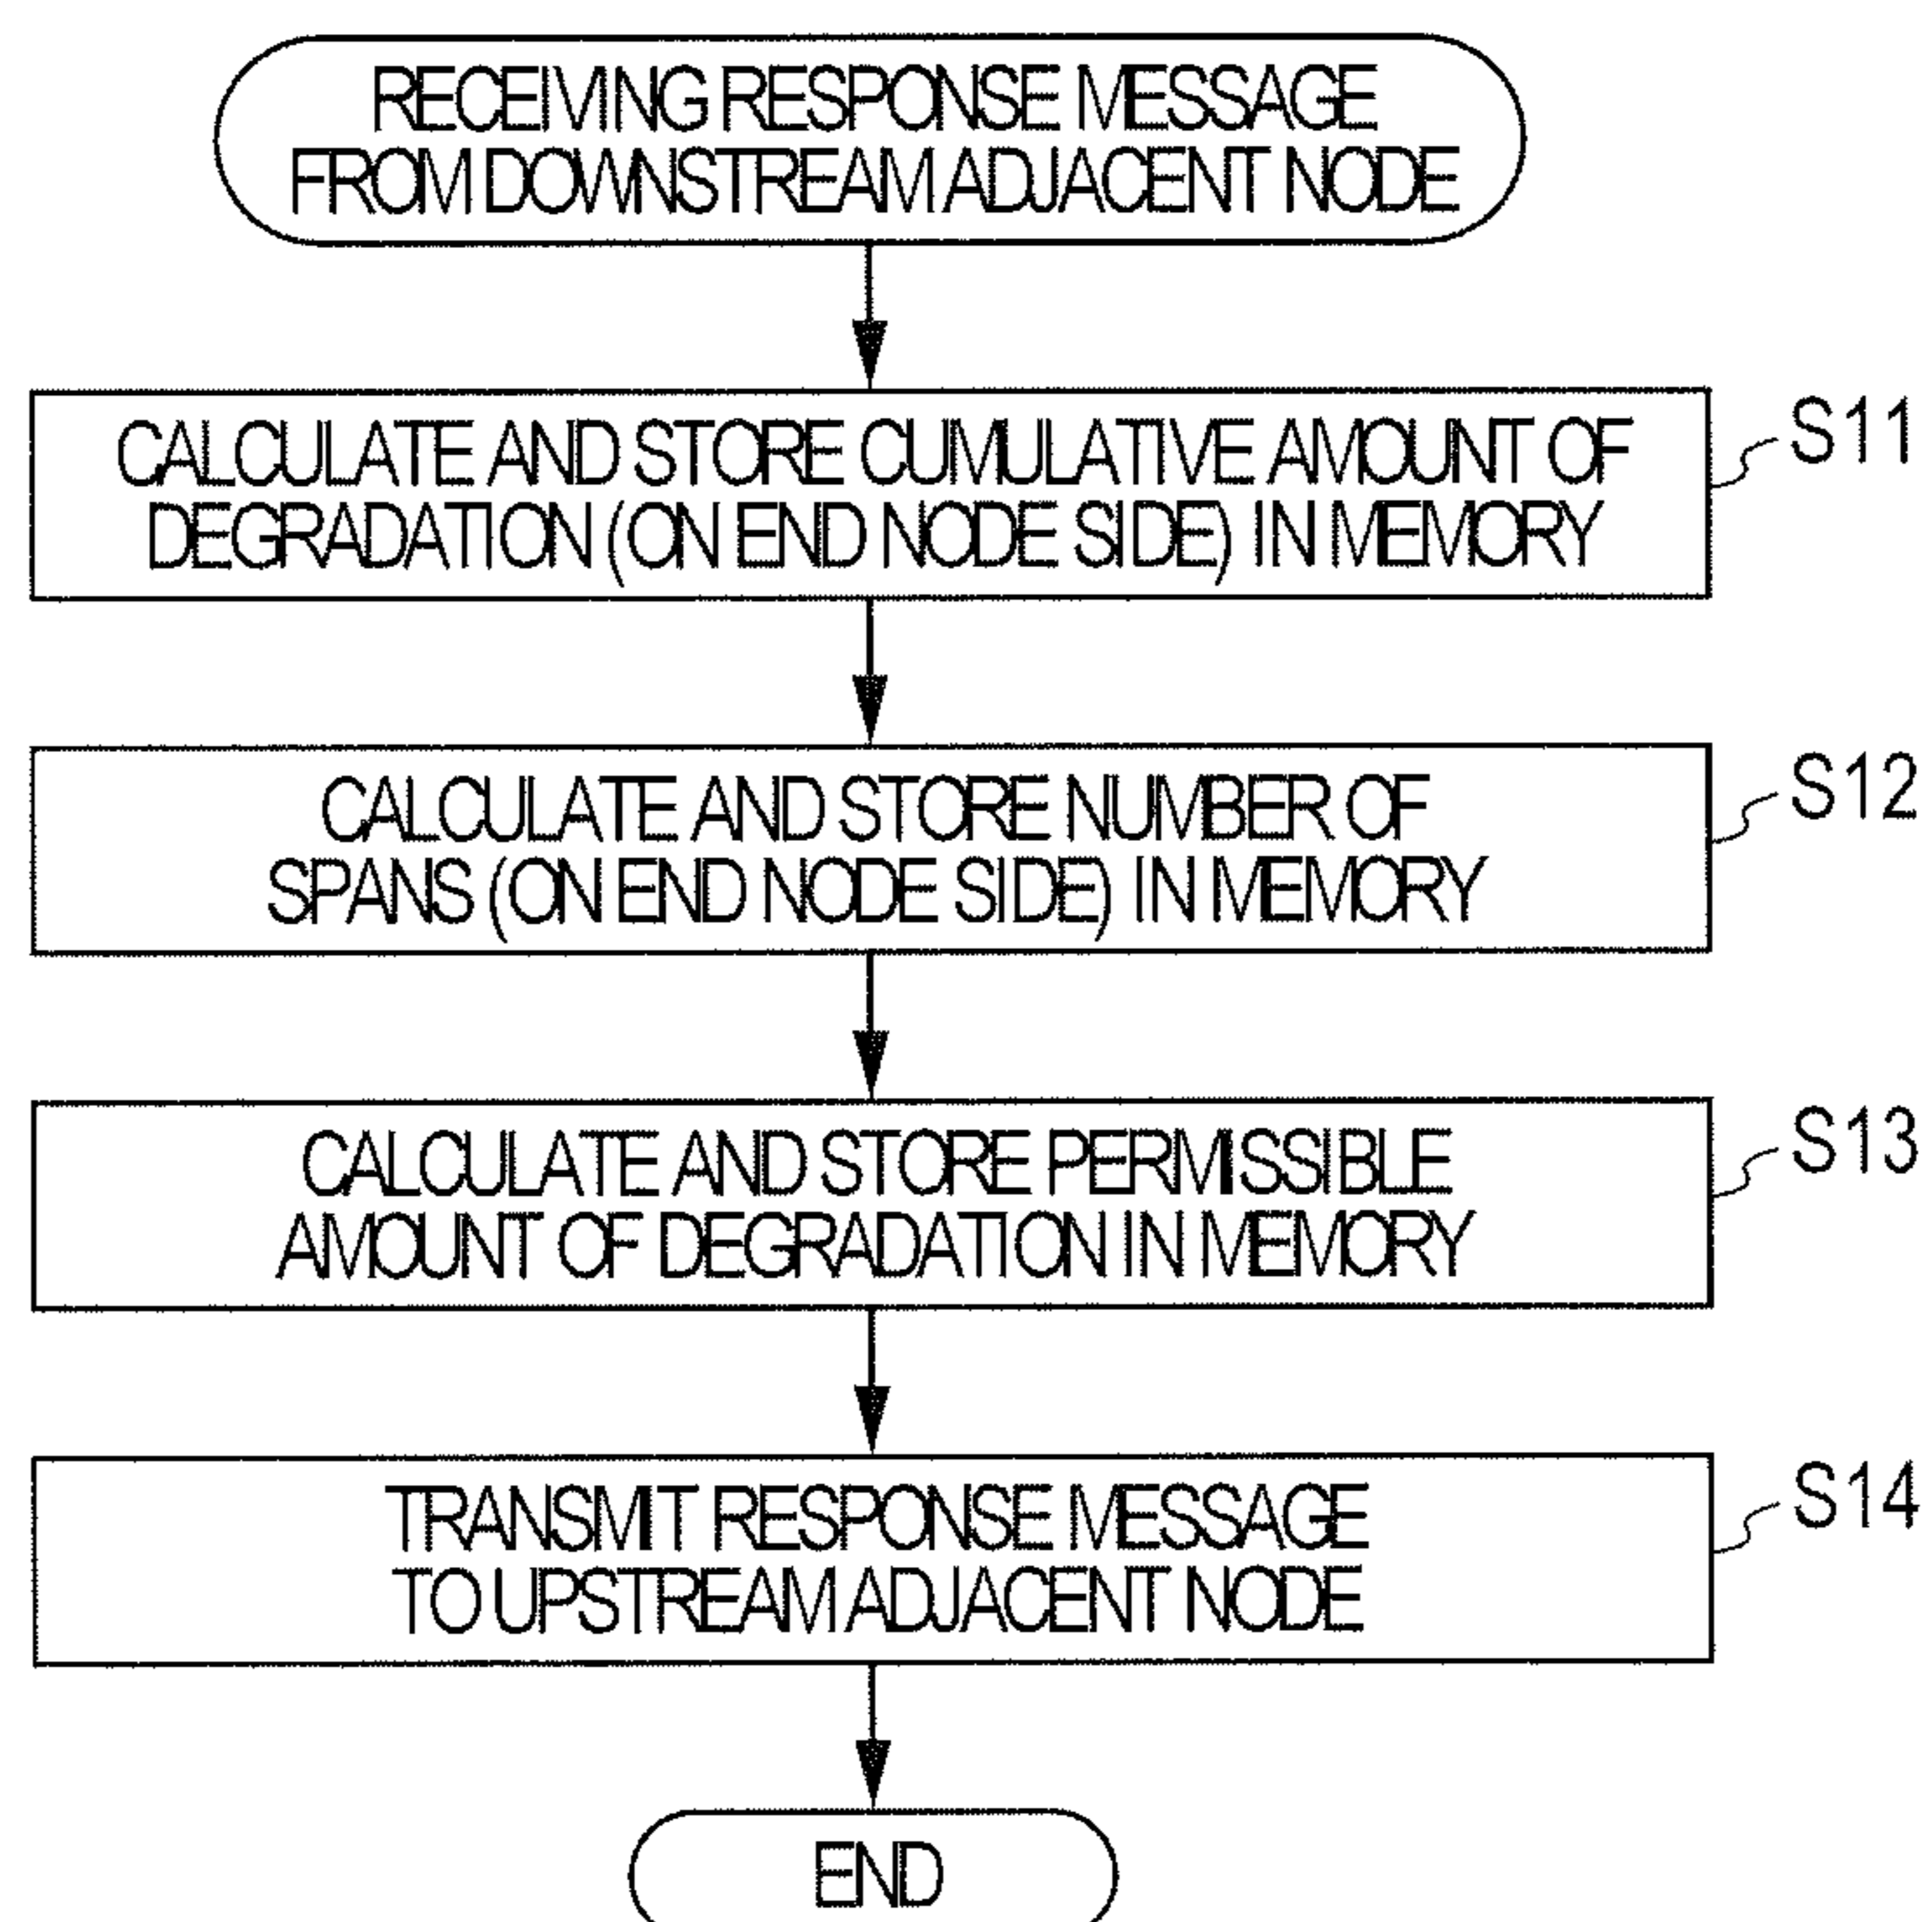 RECEIVING RESPONSE MESSAGE
FROM DOWNSTREAM ADJACENT NODE
CALCULATE AND STORE CUMULATIVE AMOUNT OF
DEGRADATION (ON END NODE SIDE) IN MEMORY
S11
CALCULATE AND STORE NUMBER OF
SPANS (ON END NODE SIDE) IN MEMORY
S12
CALCULATE AND STORE PERMISSIBLE
AMOUNT OF DEGRADATION IN MEMORY
S13
TRANSMIT RESPONSE MESSAGE
TO UPSTREAM ADJACENT NODE
S14
END